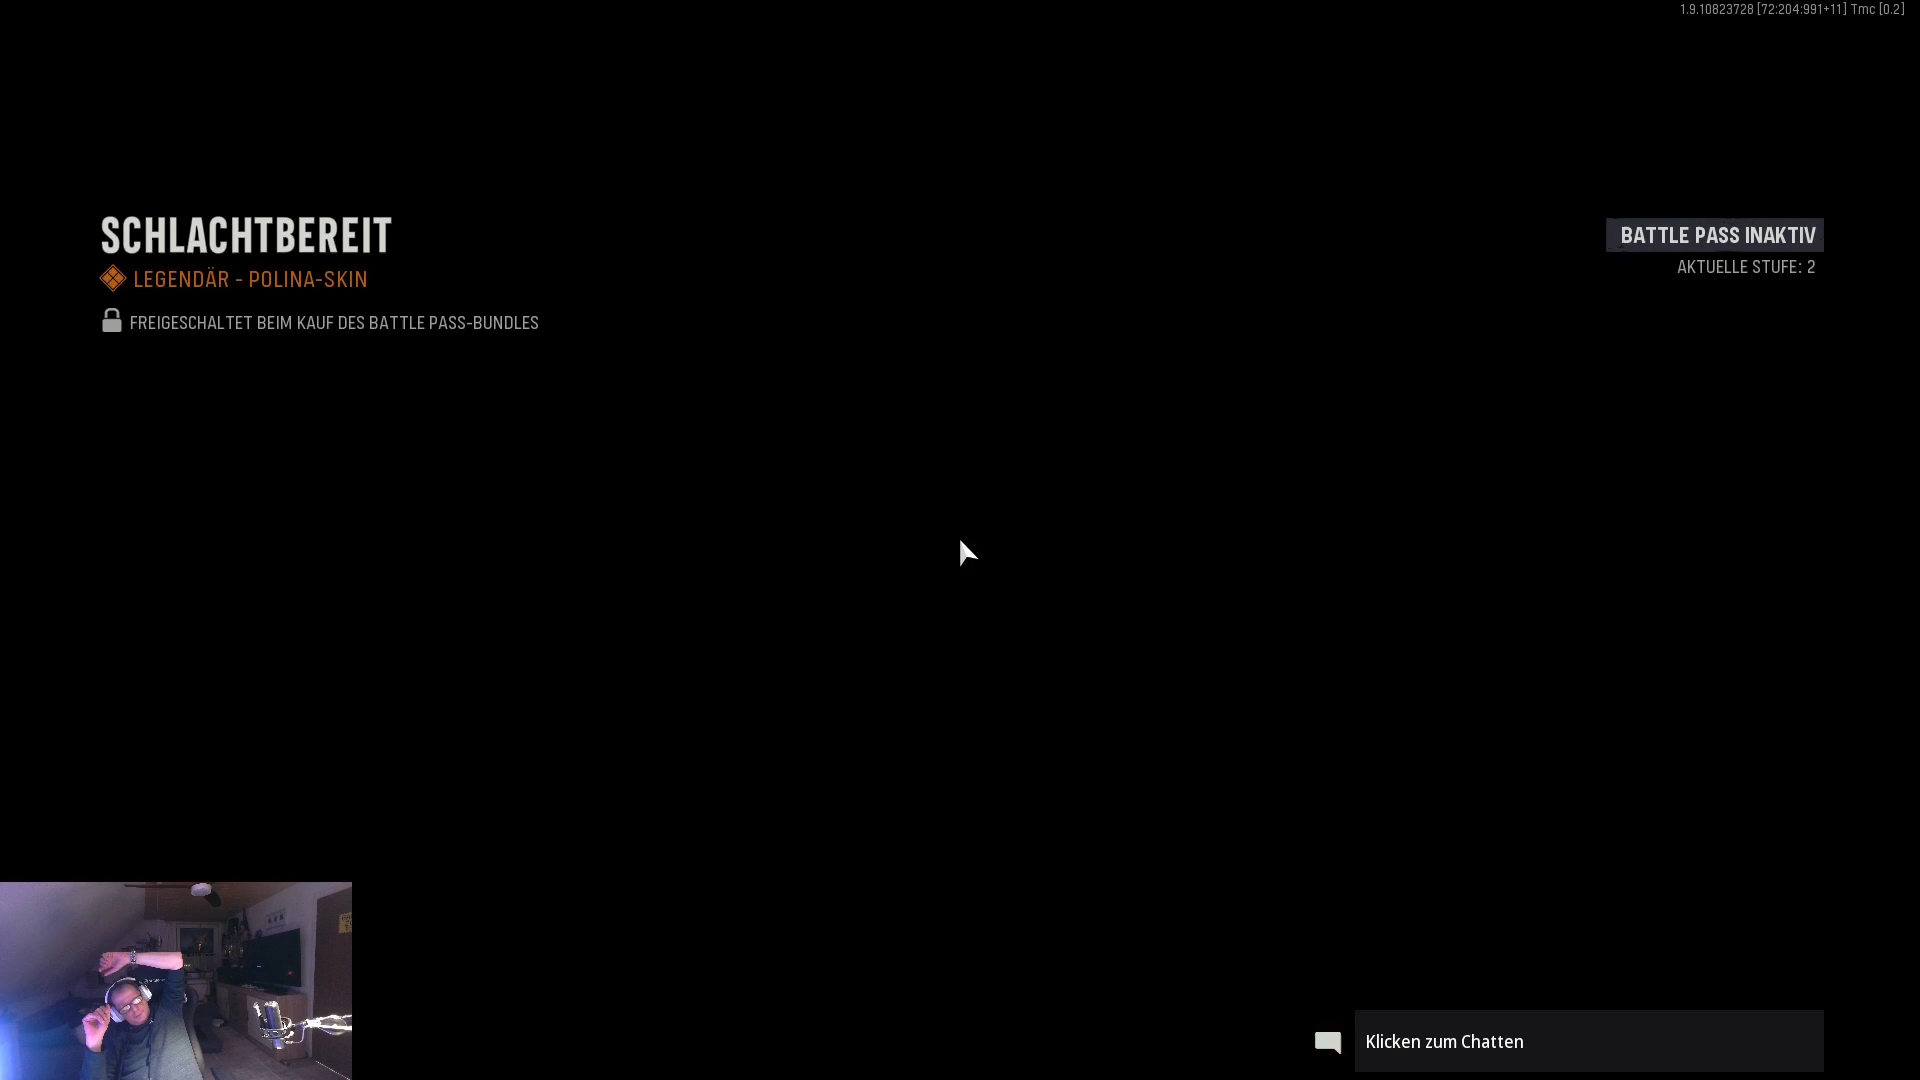 1.9.10823728 [72:204:991+11] Tmc [0.2]
SCHLACHTBEREIT
LEGENDÄR - POLINA-SKIN
FREIGESCHALTET BEIM KAUF DES BATTLE PASS-BUNDLES
BATTLE PASS INAKTIV
AKTUELLE STUFE: 2
Klicken zum Chatten